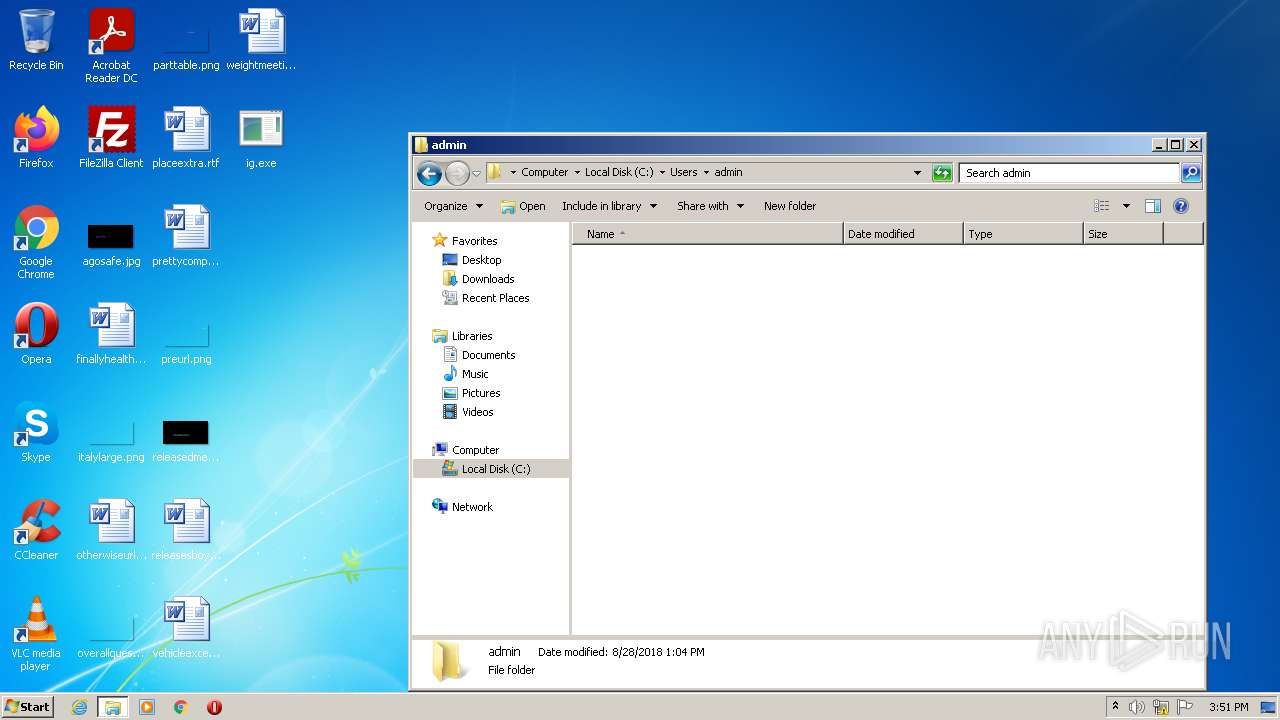 Recycle Bin
Acrobat
Reader DC
parttable.png
weightmeeti...
Firefox
FileZilla Client
placeextra.rtf
ig.exe
Google
Chrome
agosafe.jpg
prettycomp...
Opera
finallyhealth...
preurl.png
Skype
italylarge.png
releasedme...
CCleaner
otherwiseurl...
releasesboy...
VLC media
player
overallques...
vehicleexce...
admin
Computer
Local Disk (C:)
Users
admin
Search admin
Organize
Open
Include in library
Share with
New folder
Favorites
Desktop
Downloads
Recent Places
Libraries
Documents
Music
Pictures
Videos
Computer
Local Disk (C:)
Network
Name
Date modified
Type
Size
admin
Date modified: 8/28/2018 1:04 PM
File folder
ANY RUN
Start
3:51 PM